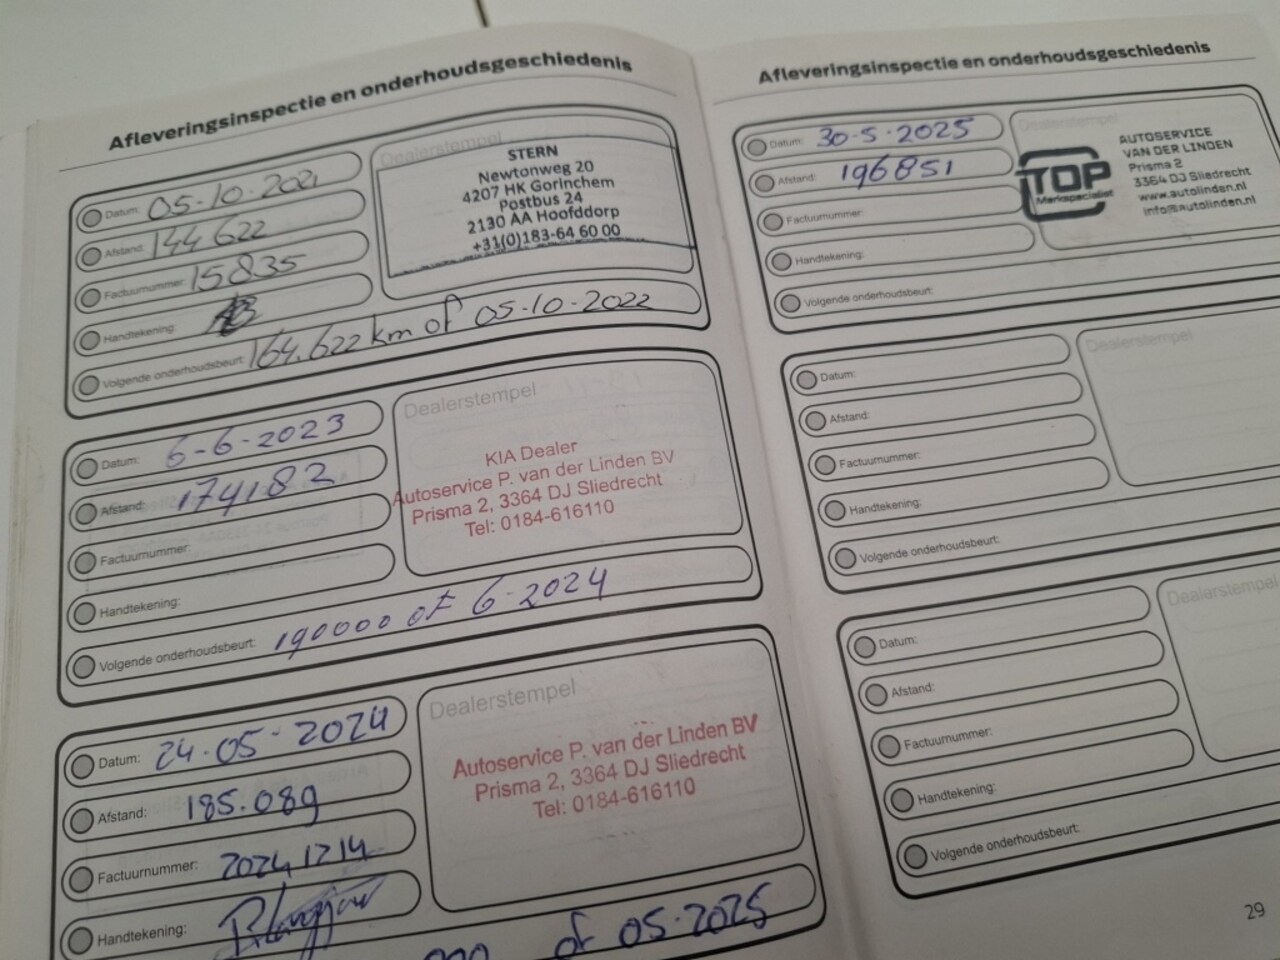 Afleveringsinspectie en onderhoudsgeschiedenis
Datum: 05-10-2021
Afstand: 144622
Factuurnummer: 15835
Handtekening:
Volgende onderhoudsbeurt: 164.622 km of 05-10-2022
Dealerstempel
STERN
Newtonweg 20
4207 HK Gorinchem
Postbus 24
2130 AA Hoofddorp
+31(0)183-64 60 00
Datum: 6-6-2023
Afstand: 174182
Factuurnummer:
Handtekening:
Volgende onderhoudsbeurt: 190000 of 6-2024
Dealerstempel
KIA Dealer
Autoservice P. van der Linden BV
Prisma 2, 3364 DJ Sliedrecht
Tel: 0184-616110
Datum: 24-05-2024
Afstand: 185.089
Factuurnummer: 20241214
Handtekening:
of 05-2025
Dealerstempel
Autoservice P. van der Linden BV
Prisma 2, 3364 DJ Sliedrecht
Tel: 0184-616110
Afleveringsinspectie en onderhoudsgeschiedenis
Datum: 30-5-2025
Afstand: 196851
Factuurnummer:
Handtekening:
Volgende onderhoudsbeurt:
Dealerstempel
TOP
Merkspecialist
AUTOSERVICE
VAN DER LINDEN
Prisma 2
3364 DJ Sliedrecht
www.autolinden.nl
info@autolinden.nl
Datum:
Afstand:
Factuurnummer:
Handtekening:
Volgende onderhoudsbeurt:
Dealerstempel
Datum:
Afstand:
Factuurnummer:
Handtekening:
Volgende onderhoudsbeurt:
Dealerstempel
29